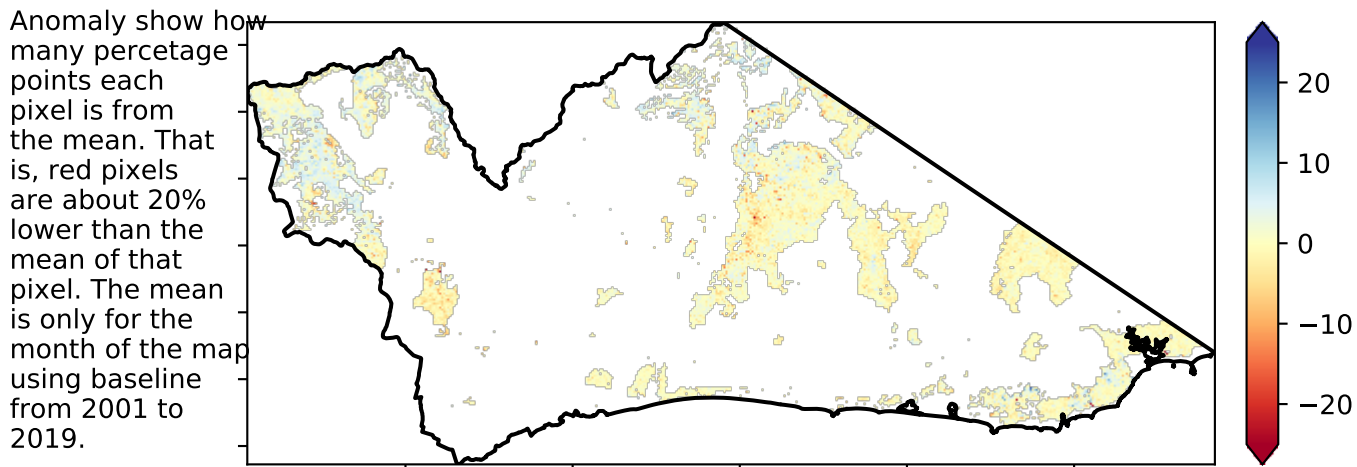 Anomaly show how
many percetage
points each
pixel is from
the mean. That
is, red pixels
are about 20%
lower than the
mean of that
pixel. The mean
is only for the
month of the map
using baseline
from 2001 to
2019.
20
10
0
−10
−20